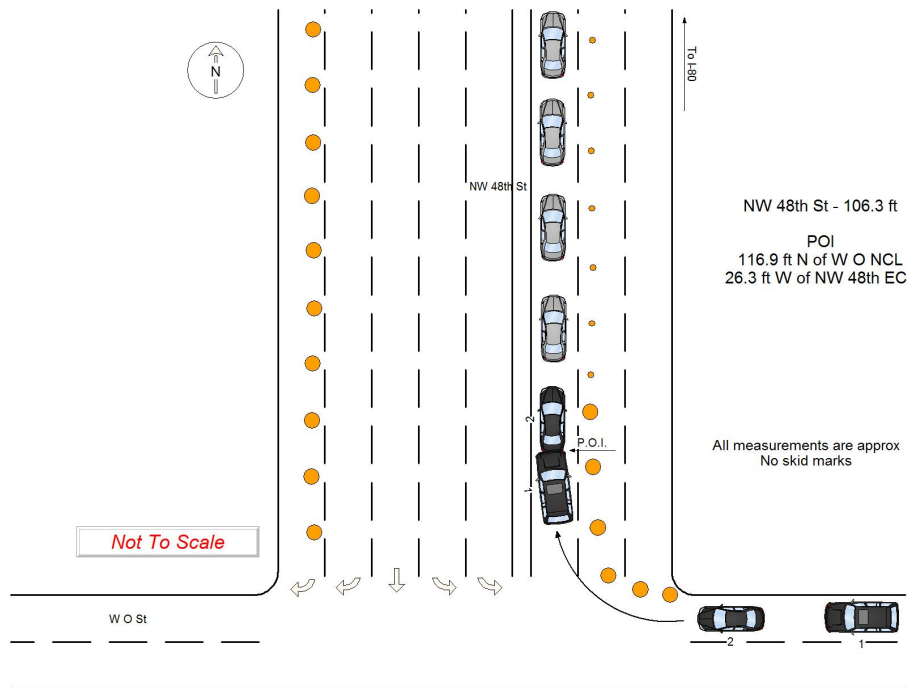 N
To I-80
NW 48th St
NW 48th St - 106.3 ft
POI
116.9 ft N of W O NCL
26.3 ft W of NW 48th EC
2
P.O.I.
1
All measurements are approx
No skid marks
Not To Scale
W O St
2
1